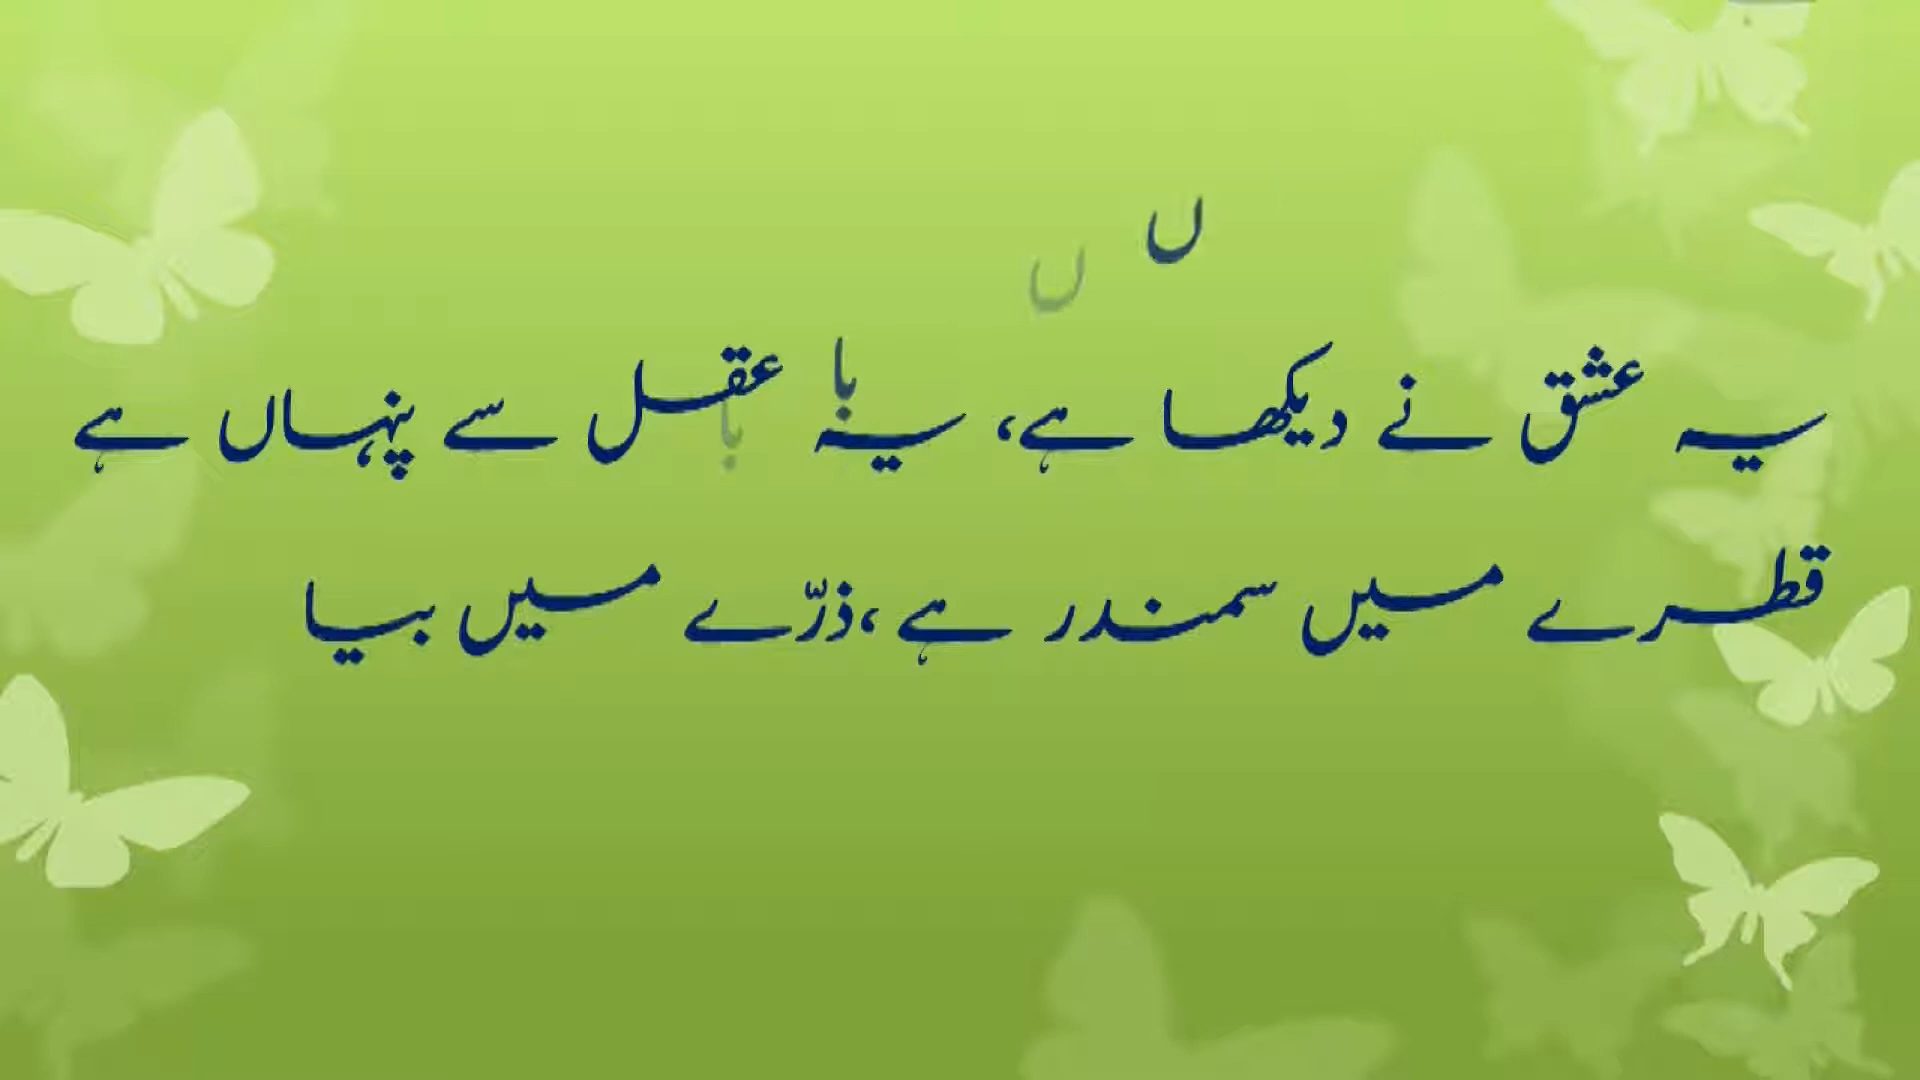 یہ عشق نے دیکھا ہے، یہ عقل سے پنہاں ہے
قطرے میں سمندر ہے ،ذرّے میں بیا